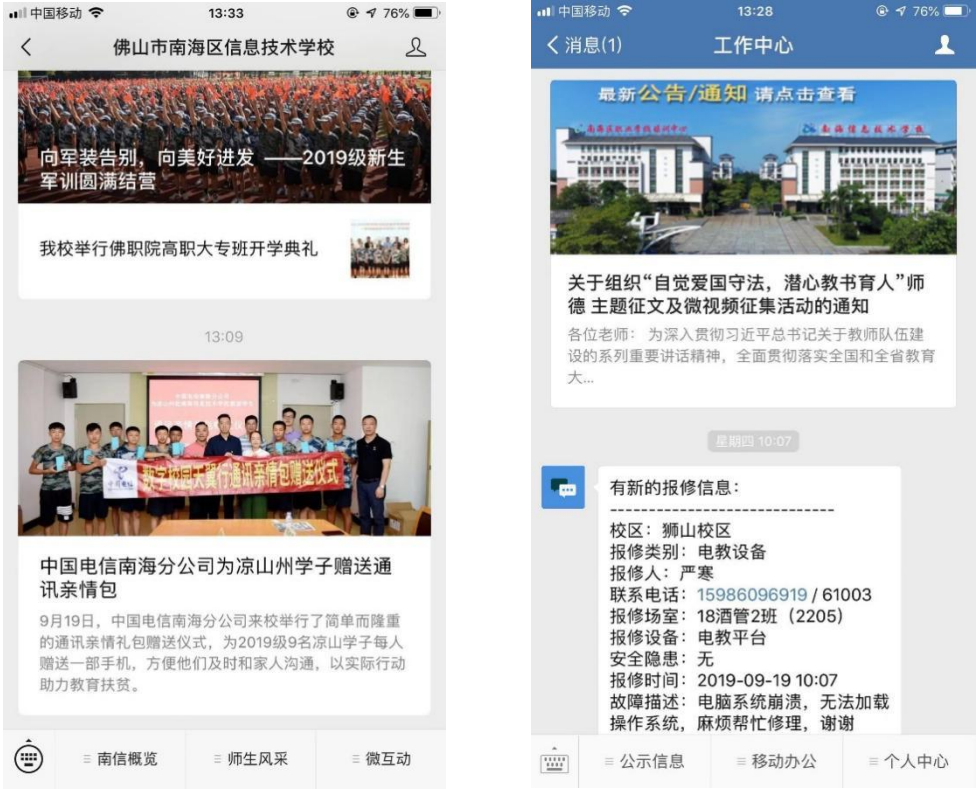 中国移动
13:33
76%
佛山市南海区信息技术学校
向军装告别，向美好进发 ——2019级新生
军训圆满结营
我校举行佛职院高职大专班开学典礼
13:09
数字校园天翼行通讯亲情包赠送仪式
中国电信南海分公司为凉山州学子赠送通
讯亲情包
9月19日，中国电信南海分公司来校举行了简单而隆重
的通讯亲情礼包赠送仪式，为2019级9名凉山学子每人
赠送一部手机，方便他们及时和家人沟通，以实际行动
助力教育扶贫。
南信概览
师生风采
微互动
中国移动
13:28
76%
消息(1)
工作中心
最新公告/通知 请点击查看
关于组织“自觉爱国守法，潜心教书育人”师
德 主题征文及微视频征集活动的通知
各位老师： 为深入贯彻习近平总书记关于教师队伍建
设的系列重要讲话精神，全面贯彻落实全国和全省教育
大...
星期四 10:07
有新的报修信息：
-----------------------------
校区：狮山校区
报修类别：电教设备
报修人：严寒
联系电话：15986096919 / 61003
报修场室：18酒管2班（2205）
报修设备：电教平台
安全隐患：无
报修时间：2019-09-19 10:07
故障描述：电脑系统崩溃，无法加载
操作系统，麻烦帮忙修理，谢谢
公示信息
移动办公
个人中心